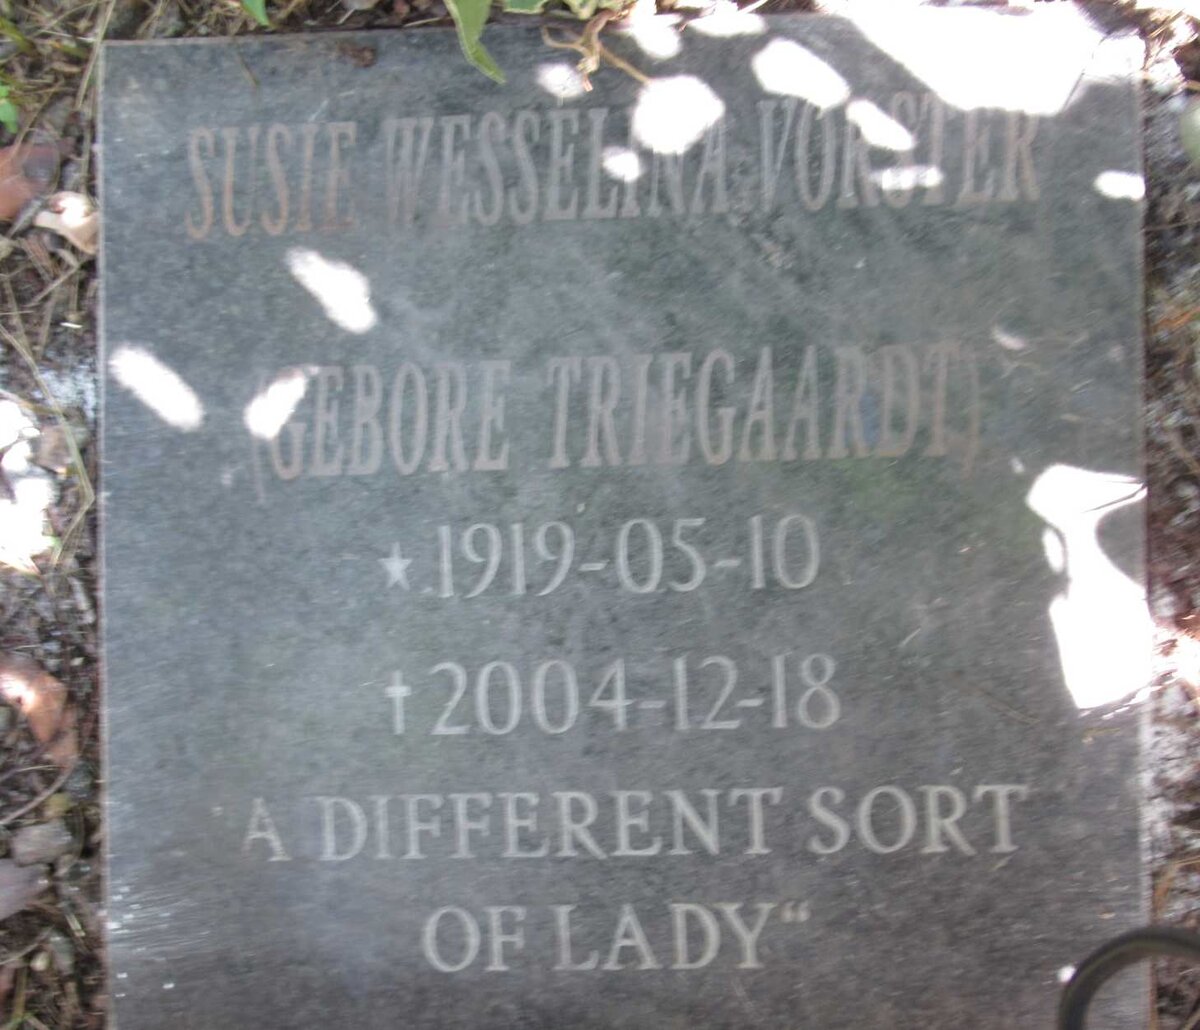 SUSIE WESSELINA VORSTER
(GEBORE TRIEGAARDT)
★ 1919-05-10
† 2004-12-18
"A DIFFERENT SORT
OF LADY“